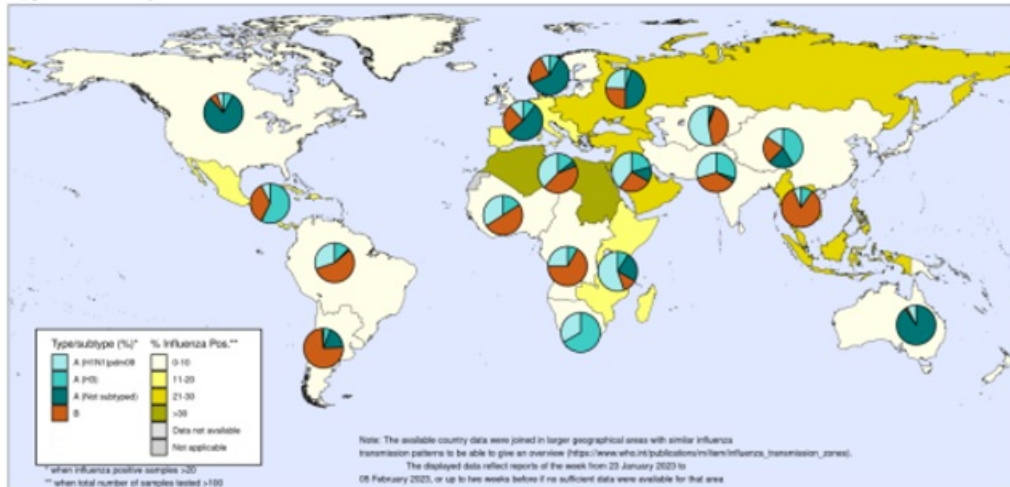 Type/subtype (%)*
A (H1N1)pdm09
A (H3)
A (Not subtyped)
B
% Influenza Pos.**
0-10
11-20
21-30
>30
Data not available
Not applicable
* when influenza positive samples >20
** when total number of samples tested >100
Note: The available country data were joined in larger geographical areas with similar influenza
transmission patterns to be able to give an overview (https://www.who.int/publications/m/item/influenza_transmission_zones).
The displayed data reflect reports of the week from 23 January 2023 to
05 February 2023, or up to two weeks before if no sufficient data were available for that area